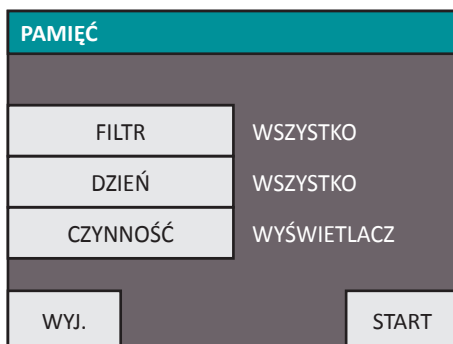 PAMIĘĆ
FILTR WSZYSTKO
DZIEŃ WSZYSTKO
CZYNNOŚĆ WYŚWIETLACZ
WYJ. START